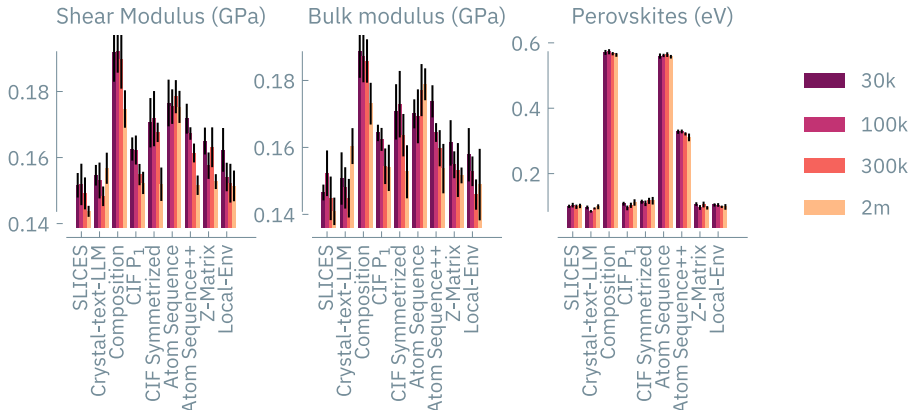 Shear Modulus (GPa)
0.18
0.16
0.14
SLICES
Crystal-text-LLM
Composition
CIF P1
CIF Symmetrized
Atom Sequence
Atom Sequence++
Z-Matrix
Local-Env
Bulk modulus (GPa)
0.18
0.16
0.14
SLICES
Crystal-text-LLM
Composition
CIF P1
CIF Symmetrized
Atom Sequence
Atom Sequence++
Z-Matrix
Local-Env
Perovskites (eV)
0.6
0.4
0.2
SLICES
Crystal-text-LLM
Composition
CIF P1
CIF Symmetrized
Atom Sequence
Atom Sequence++
Z-Matrix
Local-Env
30k
100k
300k
2m